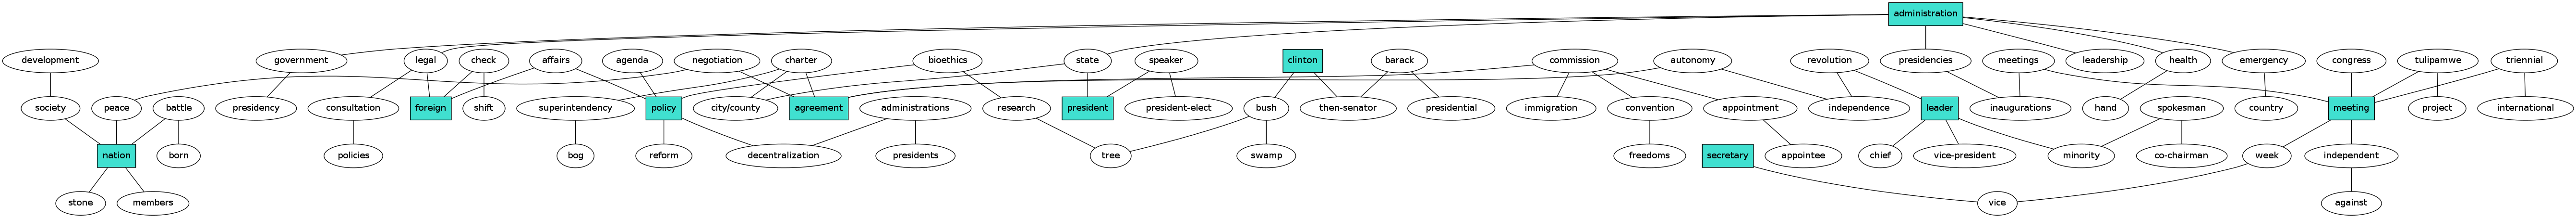 administration
development
government
legal
check
affairs
agenda
negotiation
charter
bioethics
state
speaker
clinton
barack
commission
autonomy
revolution
presidencies
meetings
leadership
health
emergency
congress
tulipamwe
triennial
society
peace
battle
presidency
consultation
foreign
shift
superintendency
policy
city/county
agreement
administrations
research
president
president-elect
bush
then-senator
presidential
immigration
convention
appointment
independence
leader
inaugurations
hand
spokesman
country
meeting
project
international
nation
born
policies
bog
reform
decentralization
presidents
tree
swamp
freedoms
secretary
appointee
chief
vice-president
minority
co-chairman
week
independent
stone
members
vice
against